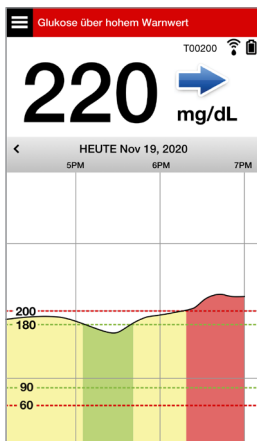 Glukose über hohem Warnwert
T00200
220
mg/dL
HEUTE Nov 19, 2020
5PM 6PM 7PM
200
180
90
60